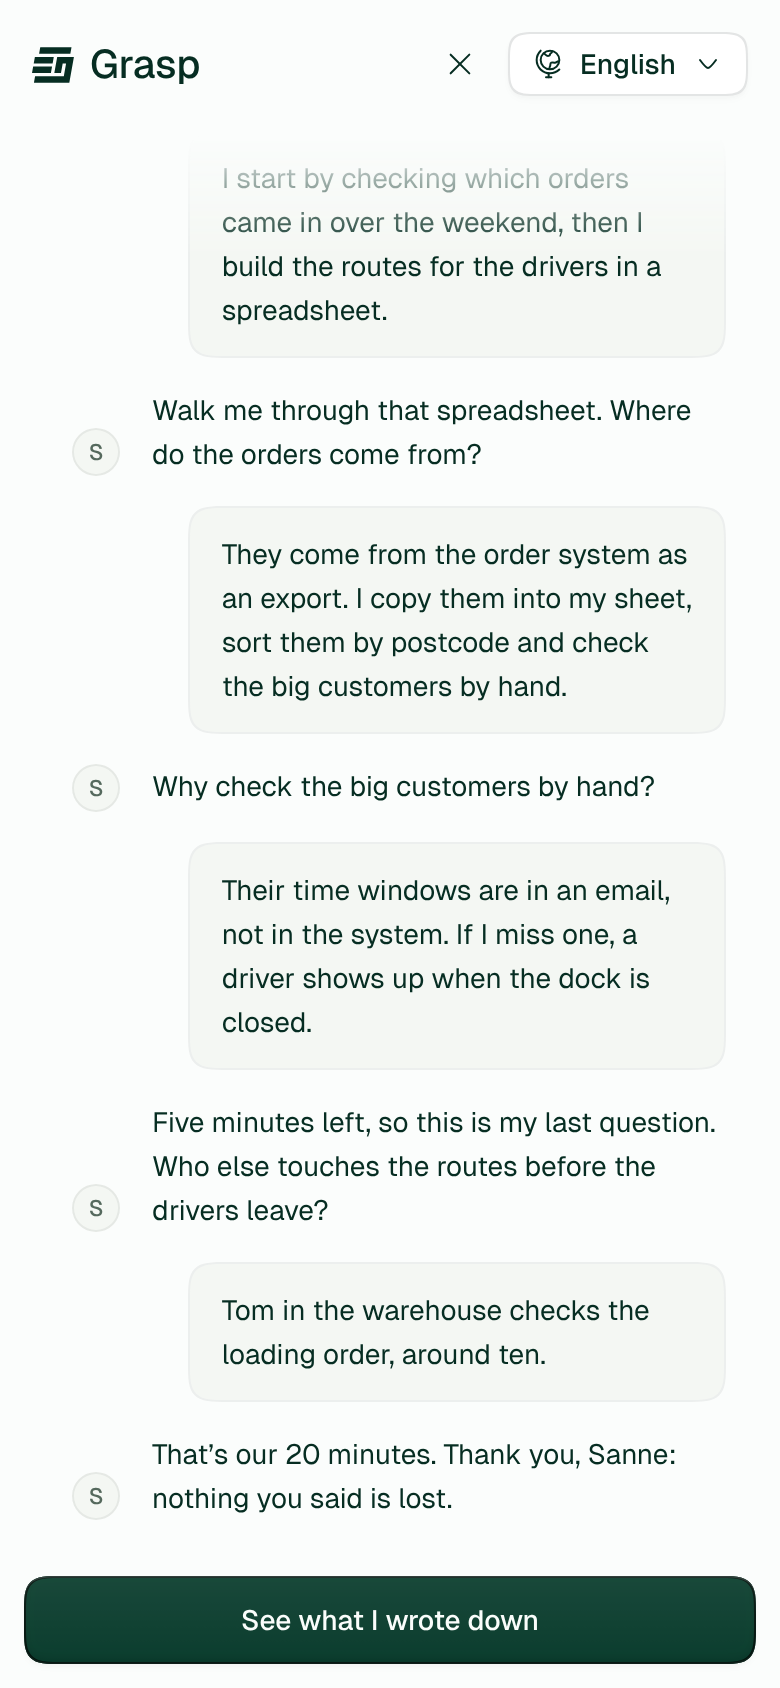 Grasp
English
I start by checking which orders
came in over the weekend, then I
build the routes for the drivers in a
spreadsheet.
Walk me through that spreadsheet. Where
do the orders come from?
S
They come from the order system as
an export. I copy them into my sheet,
sort them by postcode and check
the big customers by hand.
S
Why check the big customers by hand?
Their time windows are in an email,
not in the system. If I miss one, a
driver shows up when the dock is
closed.
Five minutes left, so this is my last question.
Who else touches the routes before the
drivers leave?
S
Tom in the warehouse checks the
loading order, around ten.
That’s our 20 minutes. Thank you, Sanne:
nothing you said is lost.
S
See what I wrote down